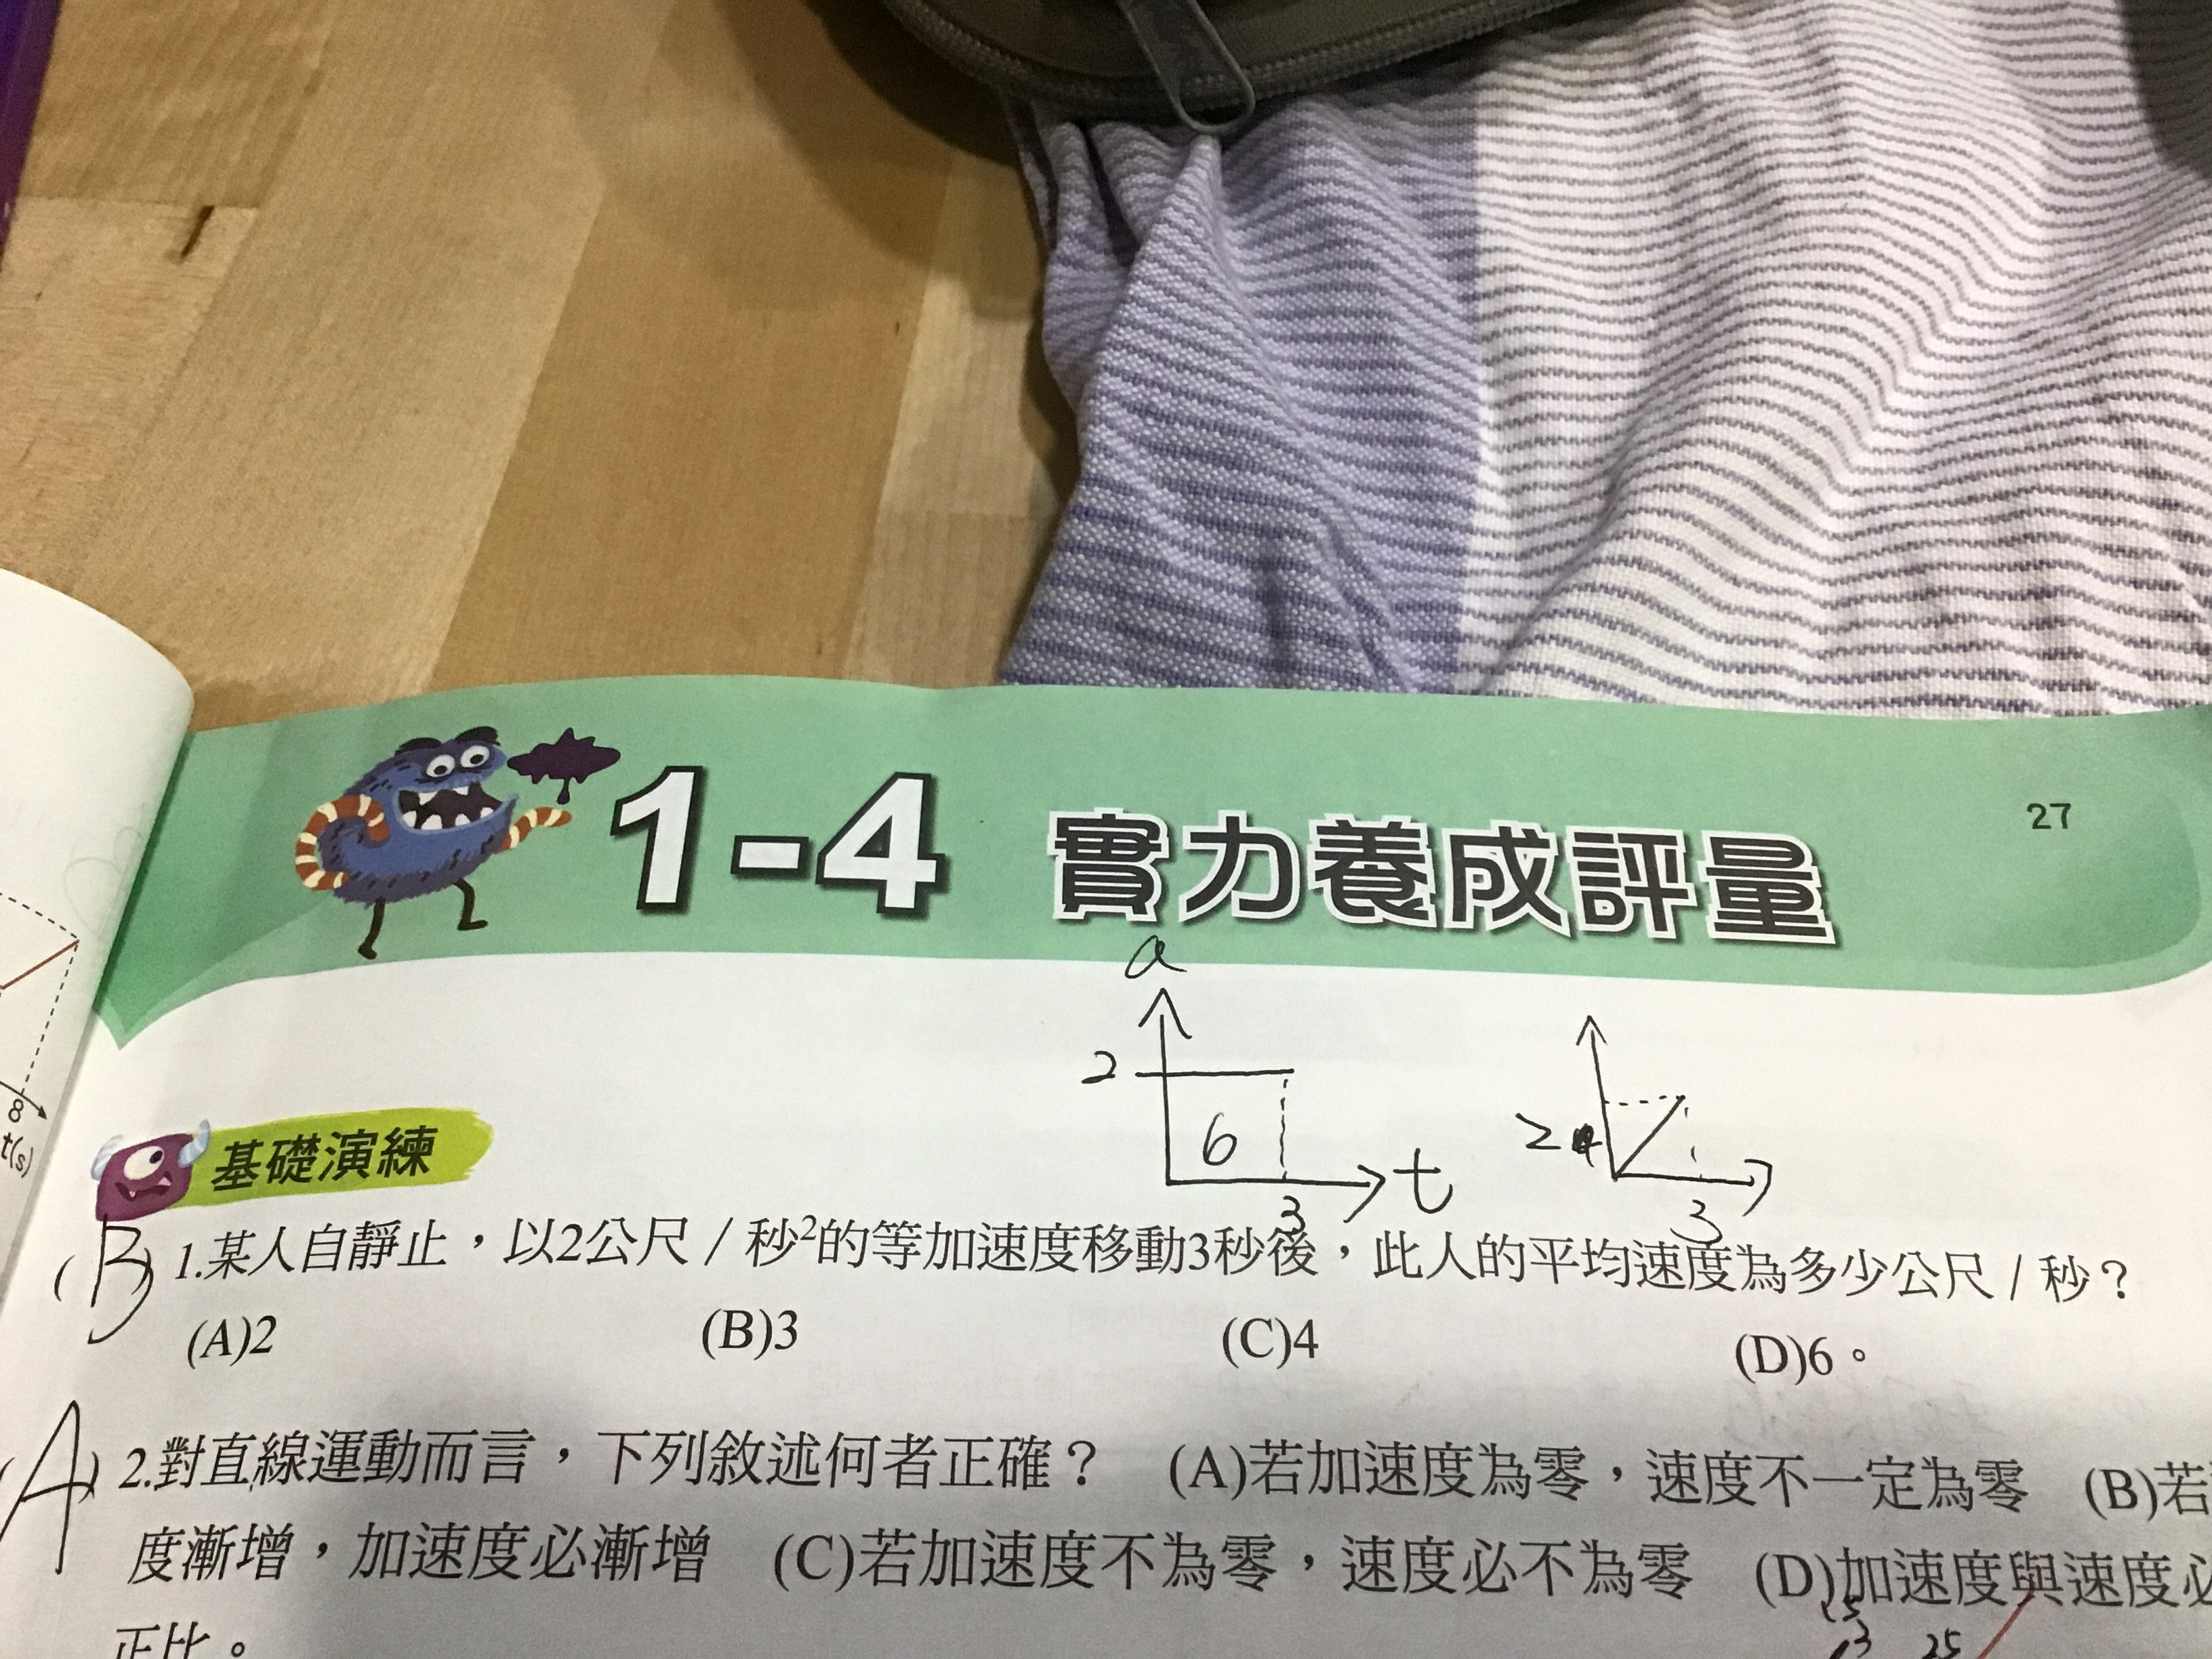 1-4 實力養成評量
27
a
2
6
3
t
2
3
8
t(s)
基礎演練
(B) 1.某人自靜止，以2公尺/秒²的等加速度移動3秒後，此人的平均速度為多少公尺/秒？
(A)2 (B)3 (C)4 (D)6。
(A) 2.對直線運動而言，下列敘述何者正確？ (A)若加速度為零，速度不一定為零 (B)若
度漸增，加速度必漸增 (C)若加速度不為零，速度必不為零 (D)加速度與速度必
正比。
25